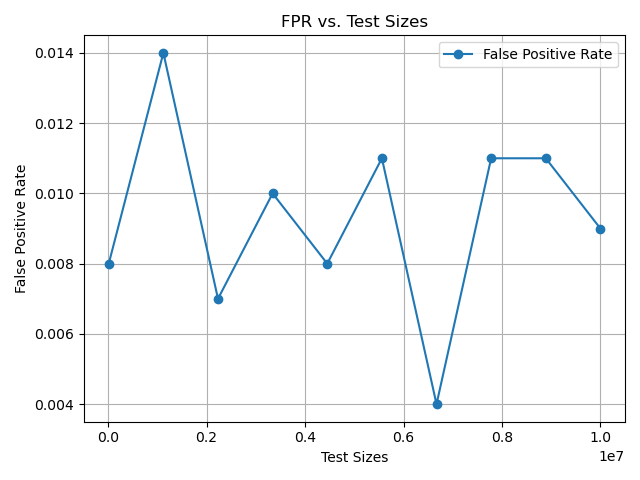 FPR vs. Test Sizes
False Positive Rate
False Positive Rate
0.014
0.012
0.010
0.008
0.006
0.004
0.0 0.2 0.4 0.6 0.8 1.0
1e7
Test Sizes